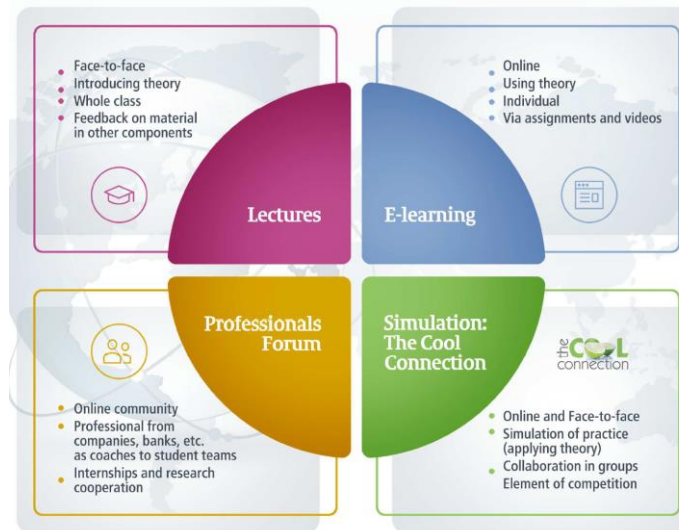 Face-to-face
Introducing theory
Whole class
Feedback on material
in other components
Lectures
Online
Using theory
Individual
Via assignments and videos
E-learning
Professionals
Forum
Online community
Professional from
companies, banks, etc.
as coaches to student teams
Internships and research
cooperation
Simulation:
The Cool
Connection
the COOL
connection
Online and Face-to-face
Simulation of practice
(applying theory)
Collaboration in groups
Element of competition